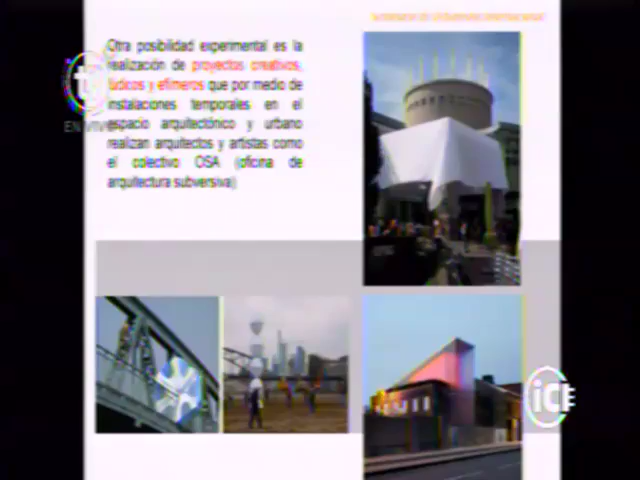 Otra posibilidad experimental es la
realización de proyectos creativos,
lúdicos y efímeros que por medio de
instalaciones temporales en el
espacio arquitectónico y urbano
realizan arquitectos y artistas como
el colectivo OSA (oficina de
arquitectura subversiva)
EN VIVO